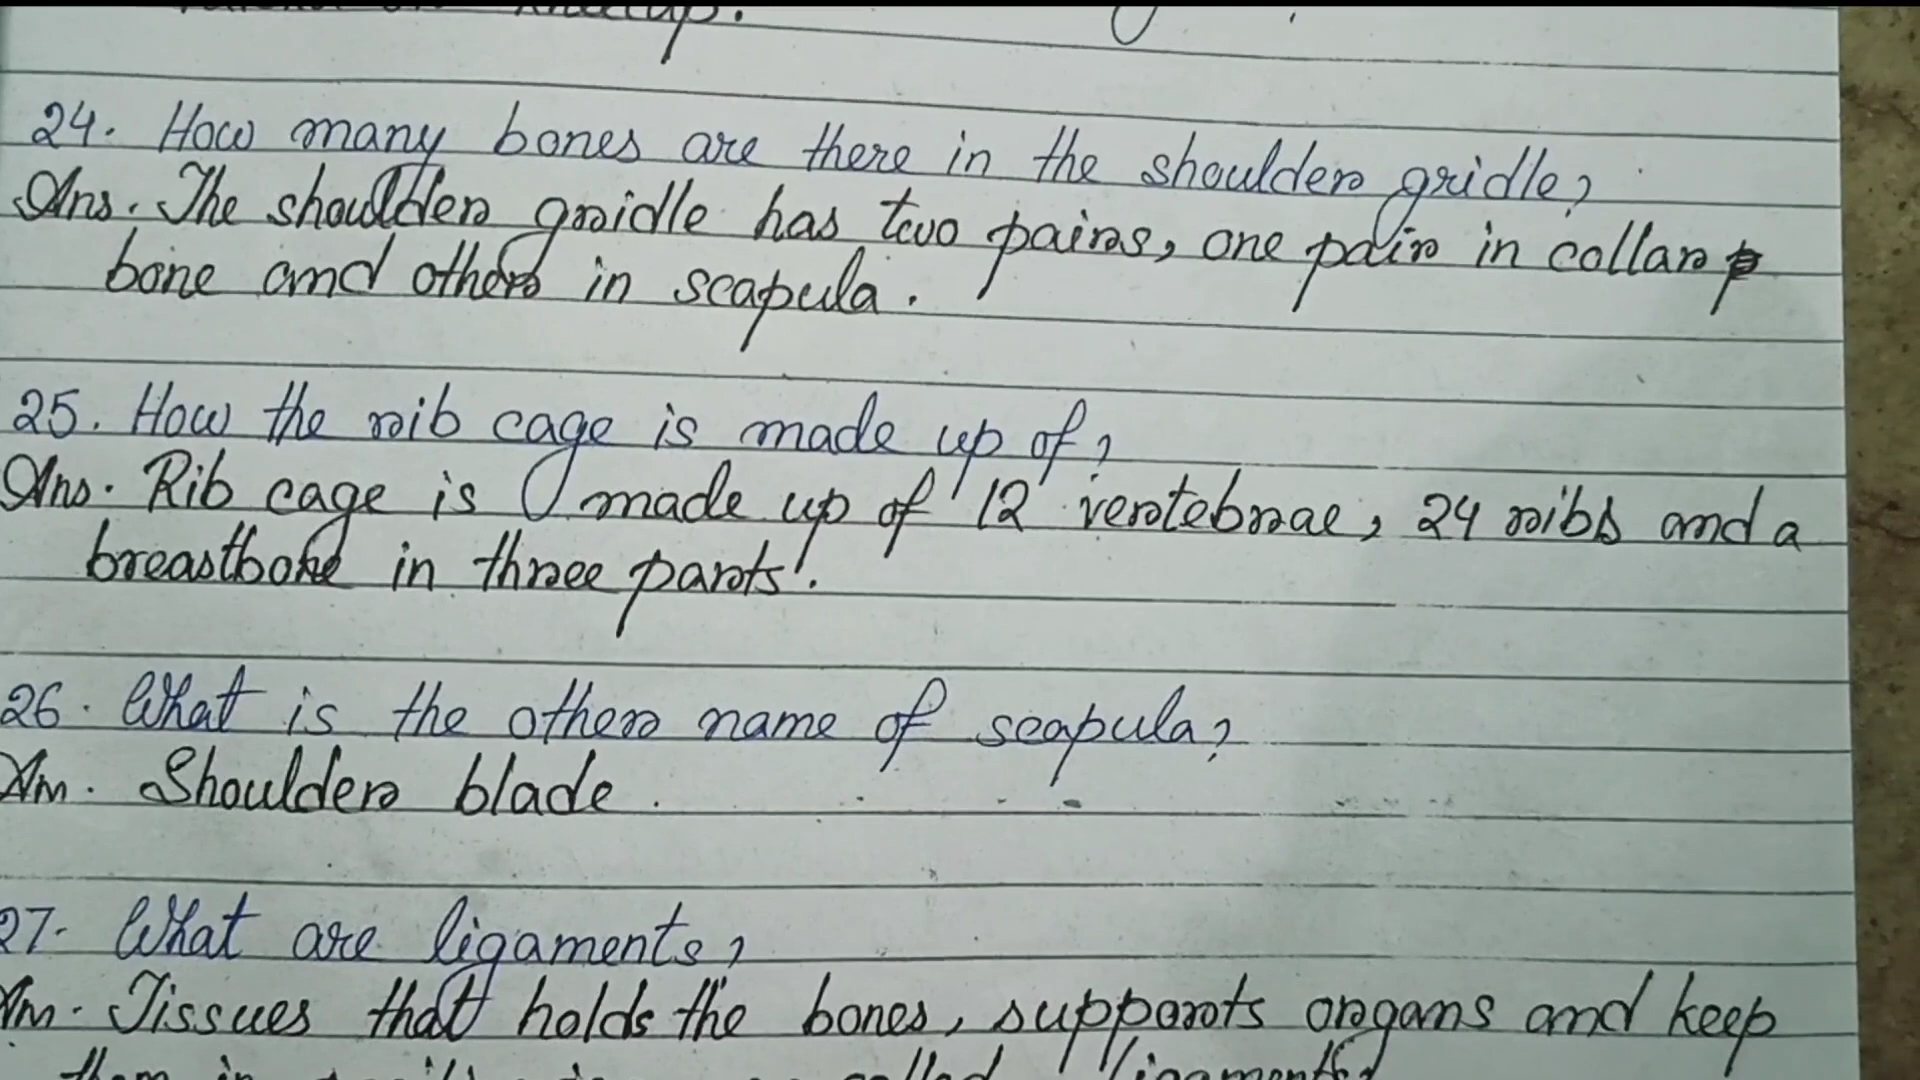 24. How many bones are there in the shoulder gridle?
Ans. The shoulder gridle has two pairs, one pair in collar
bone and others in scapula.
25. How the rib cage is made up of?
Ans. Rib cage is made up of 12 vertebrae, 24 ribs and a
breastbone in three parts.
26. What is the other name of scapula?
Ans. Shoulder blade.
27. What are ligaments?
Ans. Tissues that holds the bones, supports organs and keep
them in called ligaments